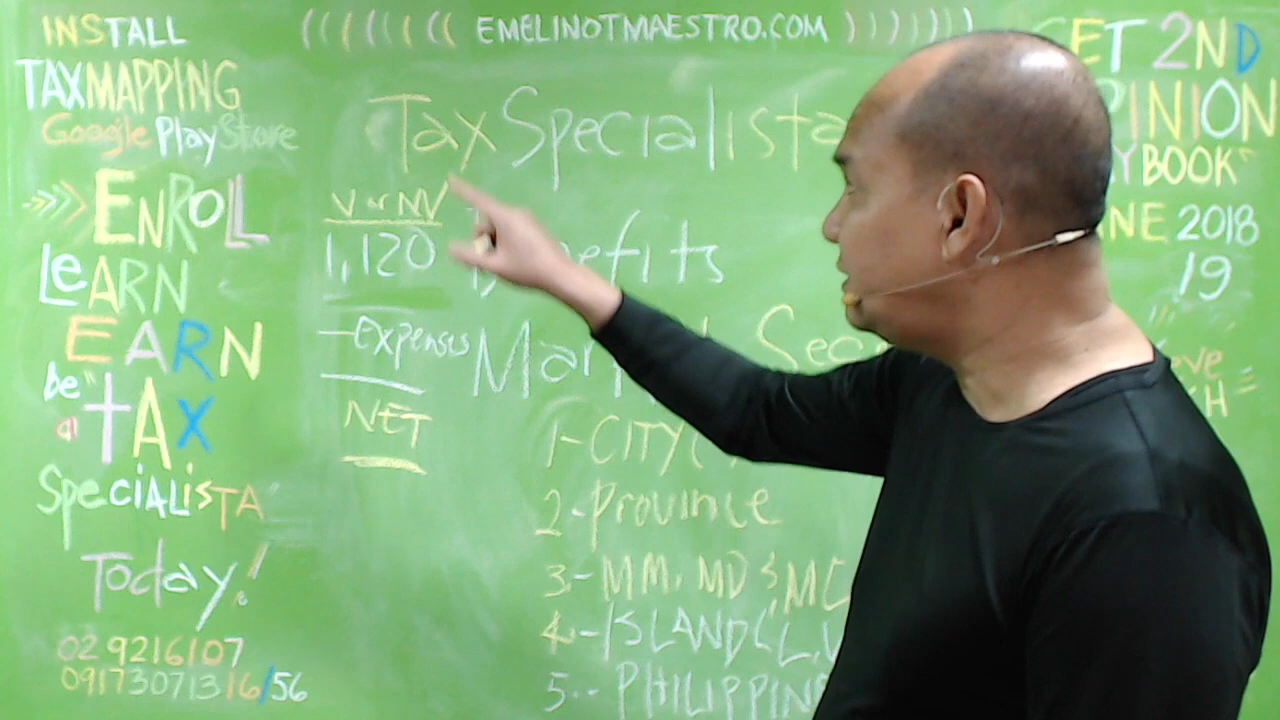 INSTALL
TAXMAPPING
Google PlayStore
>>> ENROLL
LeARN
EARN
be "
a TAX
SpeciALisTA
Today!
02 9216107
09173071316/56
(((((((( EMELINOTMAESTRO.COM ))))))))
Tax Specialista
V or NV
1,120
- Expenses
NET
1-CITY(
2-Province
3-MM, MD & MC
4-ISLAND(L,V
5-PHILIPPINE
ET 2ND
PINION
BOOK"
NE 2018
19